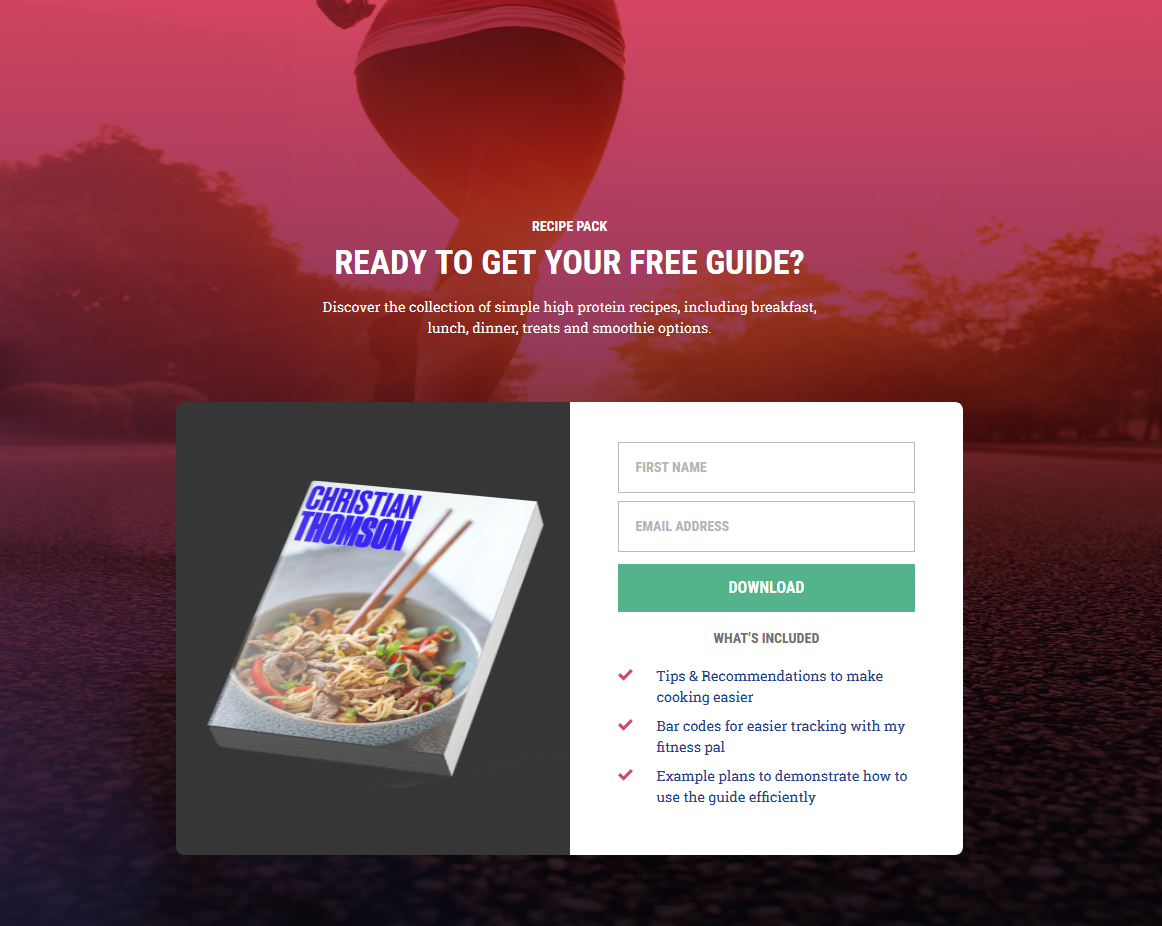 RECIPE PACK
READY TO GET YOUR FREE GUIDE?
Discover the collection of simple high protein recipes, including breakfast,
lunch, dinner, treats and smoothie options.
CHRISTIAN
THOMSON
FIRST NAME
EMAIL ADDRESS
DOWNLOAD
WHAT'S INCLUDED
Tips & Recommendations to make
cooking easier
Bar codes for easier tracking with my
fitness pal
Example plans to demonstrate how to
use the guide efficiently